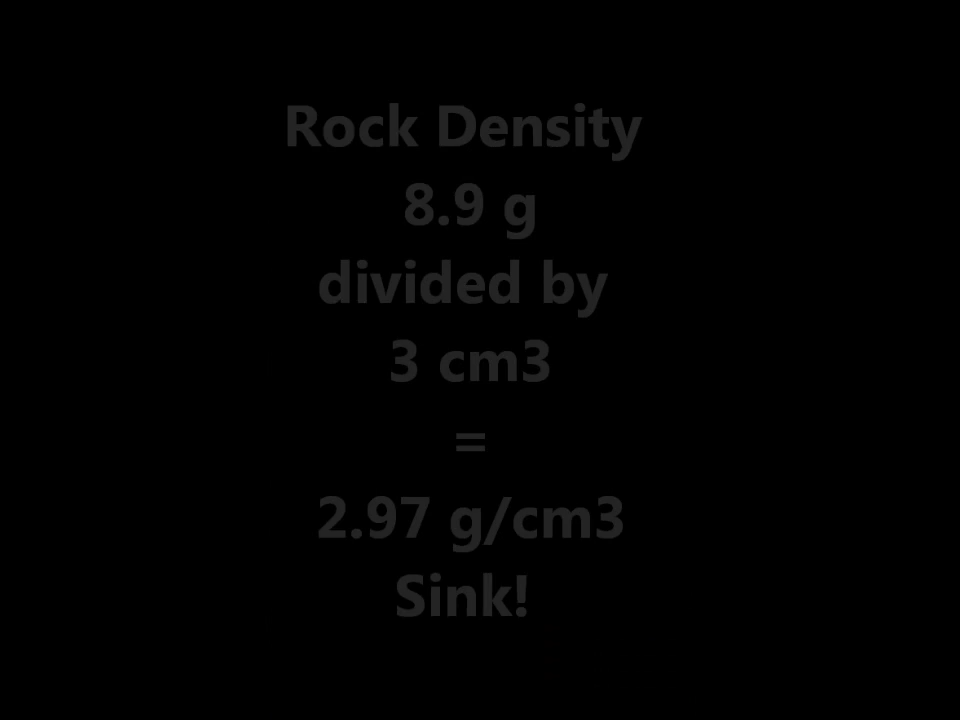 Rock Density
8.9 g
divided by
3 cm3
=
2.97 g/cm3
Sink!